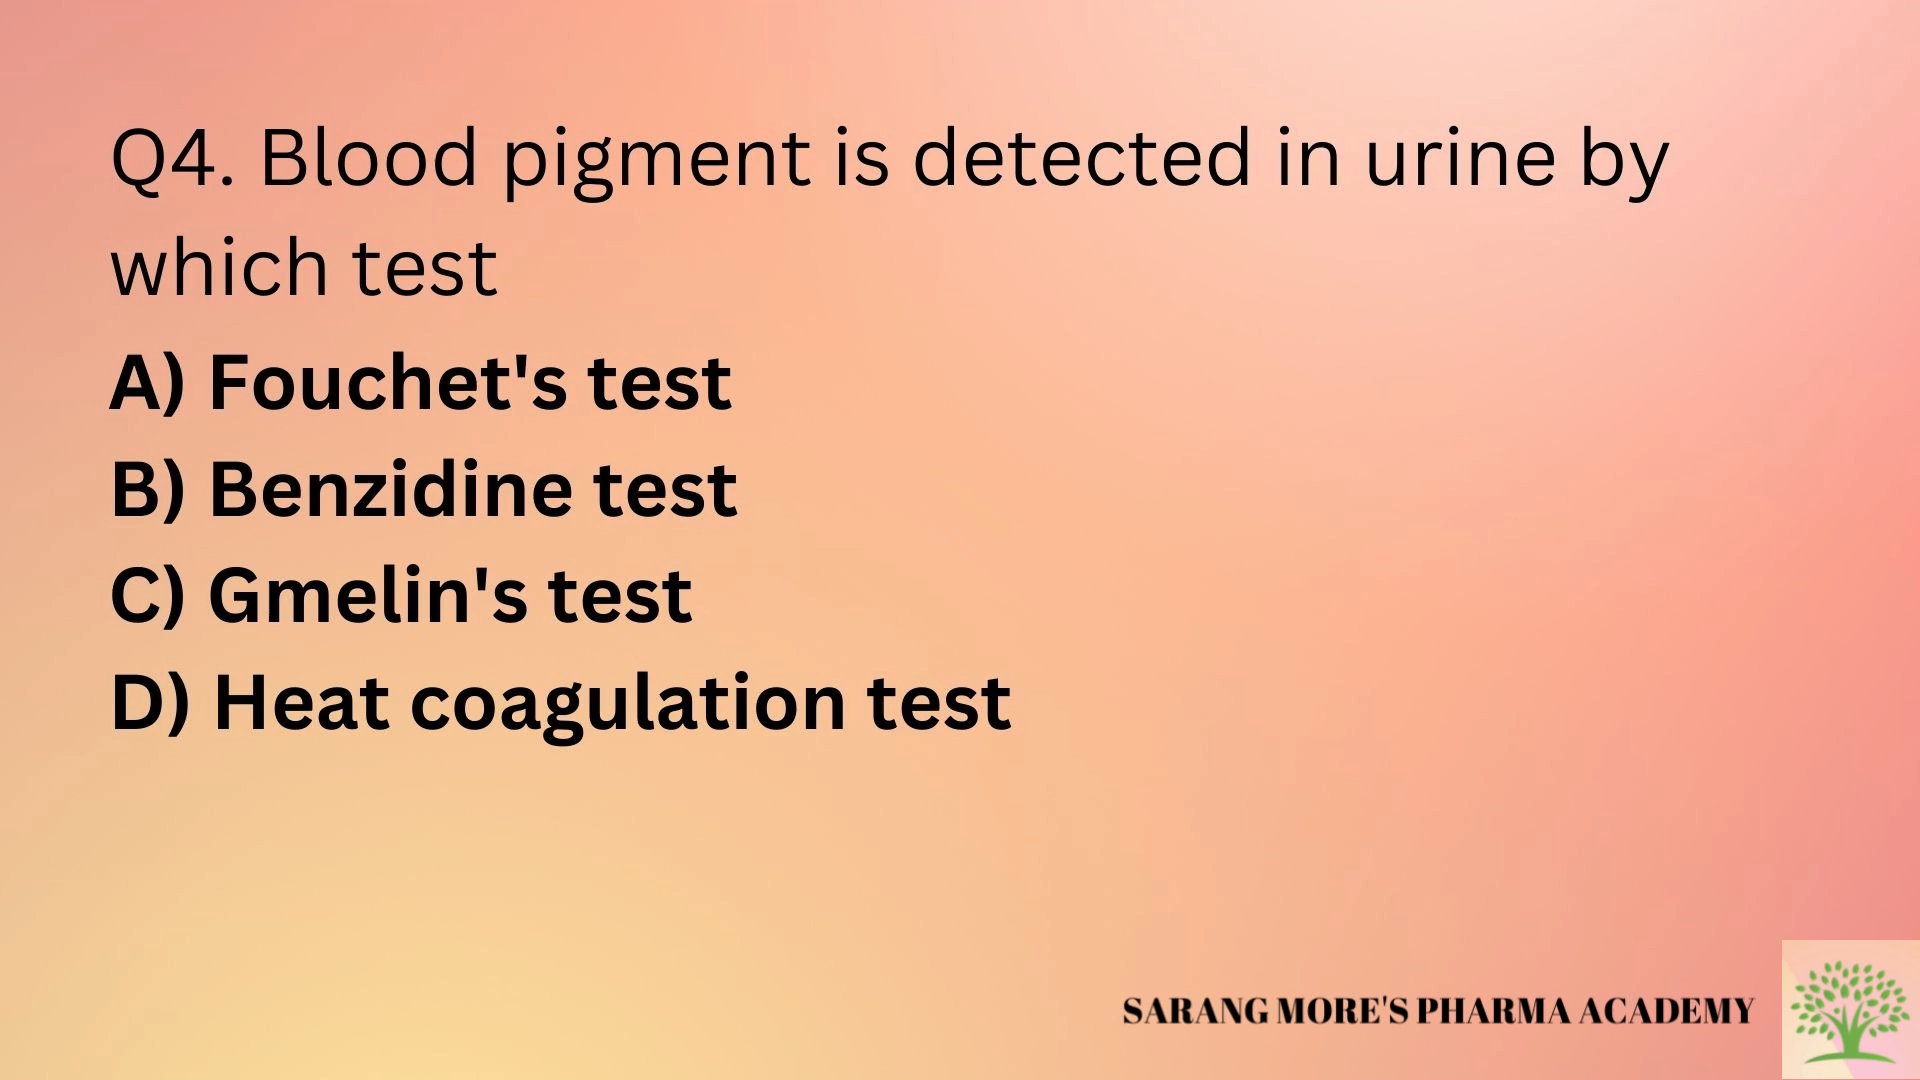 Q4. Blood pigment is detected in urine by
which test
A) Fouchet's test
B) Benzidine test
C) Gmelin's test
D) Heat coagulation test
SARANG MORE'S PHARMA ACADEMY